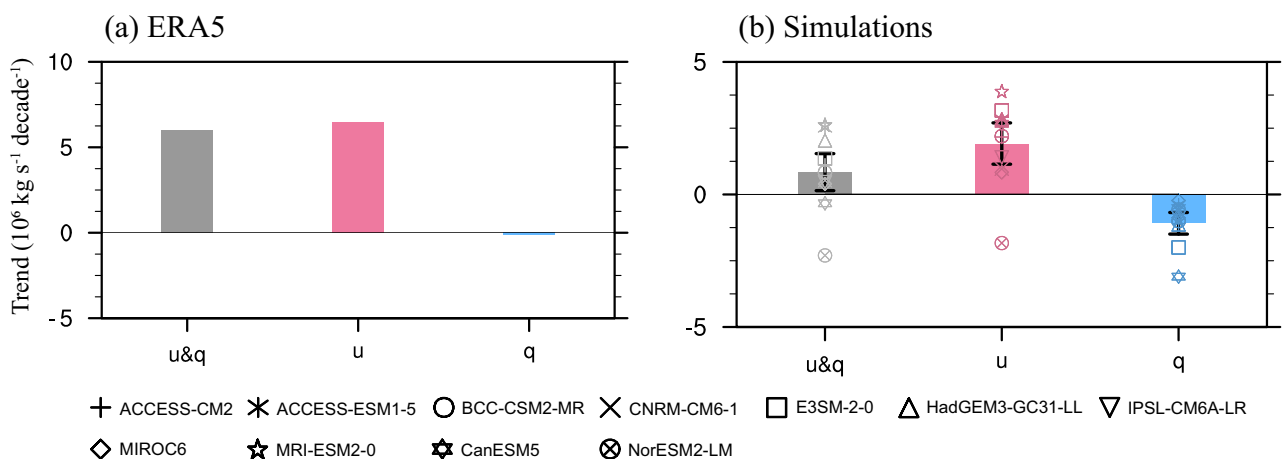 (a) ERA5
(b) Simulations
Trend (10⁶ kg s⁻¹ decade⁻¹)
10
5
0
-5
u&q
u
q
5
0
-5
u&q
u
q
ACCESS-CM2 ACCESS-ESM1-5 BCC-CSM2-MR CNRM-CM6-1 E3SM-2-0 HadGEM3-GC31-LL IPSL-CM6A-LR
MIROC6 MRI-ESM2-0 CanESM5 NorESM2-LM